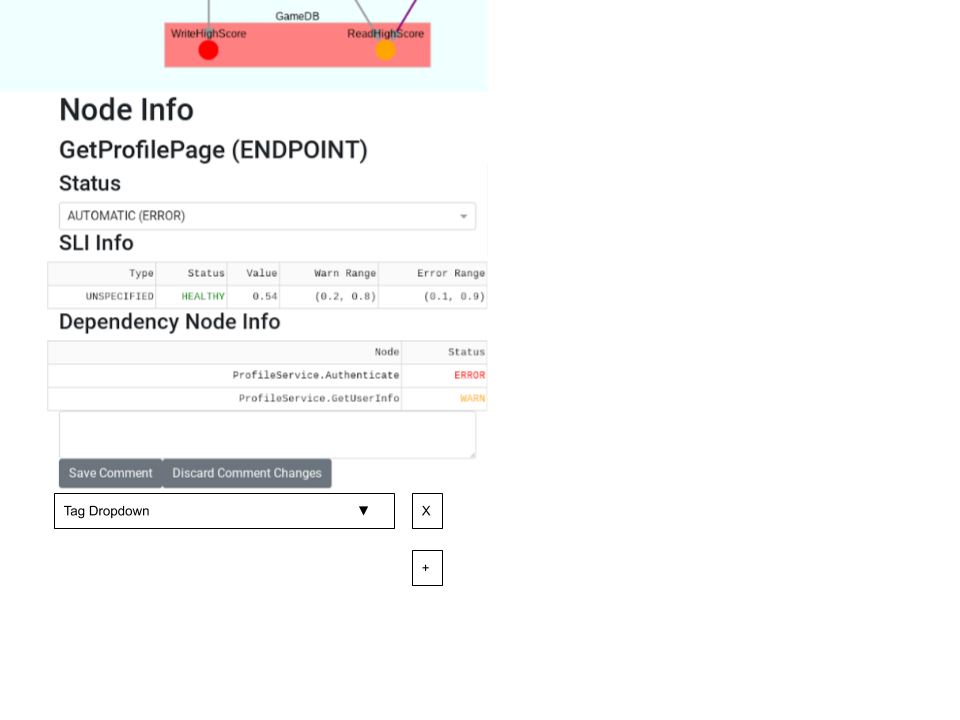 GameDB
WriteHighScore ReadHighScore
Node Info
GetProfilePage (ENDPOINT)
Status
AUTOMATIC (ERROR)
SLI Info
Type Status Value Warn Range Error Range
UNSPECIFIED HEALTHY 0.54 (0.2, 0.8) (0.1, 0.9)
Dependency Node Info
Node Status
ProfileService.Authenticate ERROR
ProfileService.GetUserInfo WARN
Save Comment Discard Comment Changes
Tag Dropdown ▼ X
+